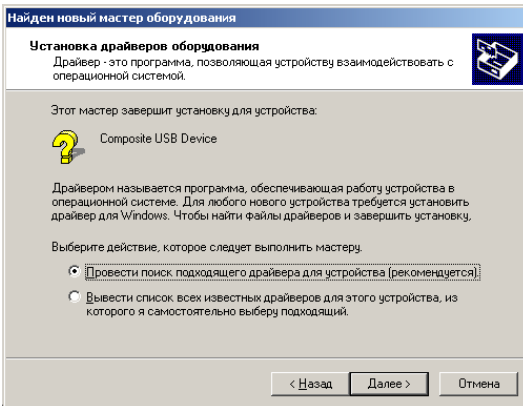 Найден новый мастер оборудования
Установка драйверов оборудования
Драйвер - это программа, позволяющая устройству взаимодействовать с
операционной системой.
Этот мастер завершит установку для устройства:
Composite USB Device
Драйвером называется программа, обеспечивающая работу устройства в
операционной системе. Для любого нового устройства требуется установить
драйвер для Windows. Чтобы найти файлы драйверов и завершить установку,
Выберите действие, которое следует выполнить мастеру.
Провести поиск подходящего драйвера для устройства (рекомендуется).
Вывести список всех известных драйверов для этого устройства, из
которого я самостоятельно выберу подходящий.
< Назад Далее > Отмена